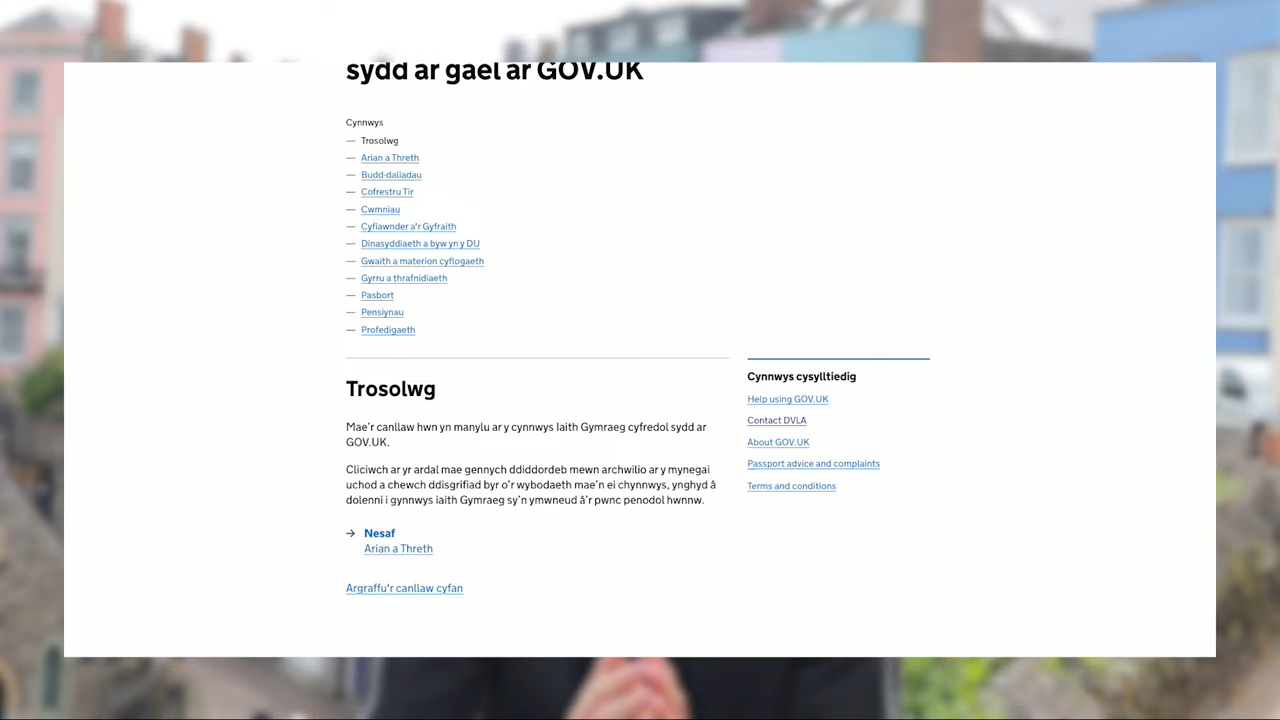 sydd ar gael ar GOV.UK
Cynnwys
— Trosolwg
— Arian a Threth
— Budd-daliadau
— Cofrestru Tir
— Cwmniau
— Cyfiawnder a'r Gyfraith
— Dinasyddiaeth a byw yn y DU
— Gwaith a materion cyflogaeth
— Gyrru a thrafnidiaeth
— Pasbort
— Pensiynau
— Profedigaeth
Trosolwg
Mae'r canllaw hwn yn manylu ar y cynnwys Iaith Gymraeg cyfredol sydd ar
GOV.UK.
Cliciwch ar yr ardal mae gennych ddiddordeb mewn archwilio ar y mynegai
uchod a chewch ddisgrifiad byr o'r wybodaeth mae'n ei chynnwys, ynghyd â
dolenni i gynnwys iaith Gymraeg sy'n ymwneud â'r pwnc penodol hwnnw.
→ Nesaf
Arian a Threth
Argraffu'r canllaw cyfan
Cynnwys cysylltiedig
Help using GOV.UK
Contact DVLA
About GOV.UK
Passport advice and complaints
Terms and conditions